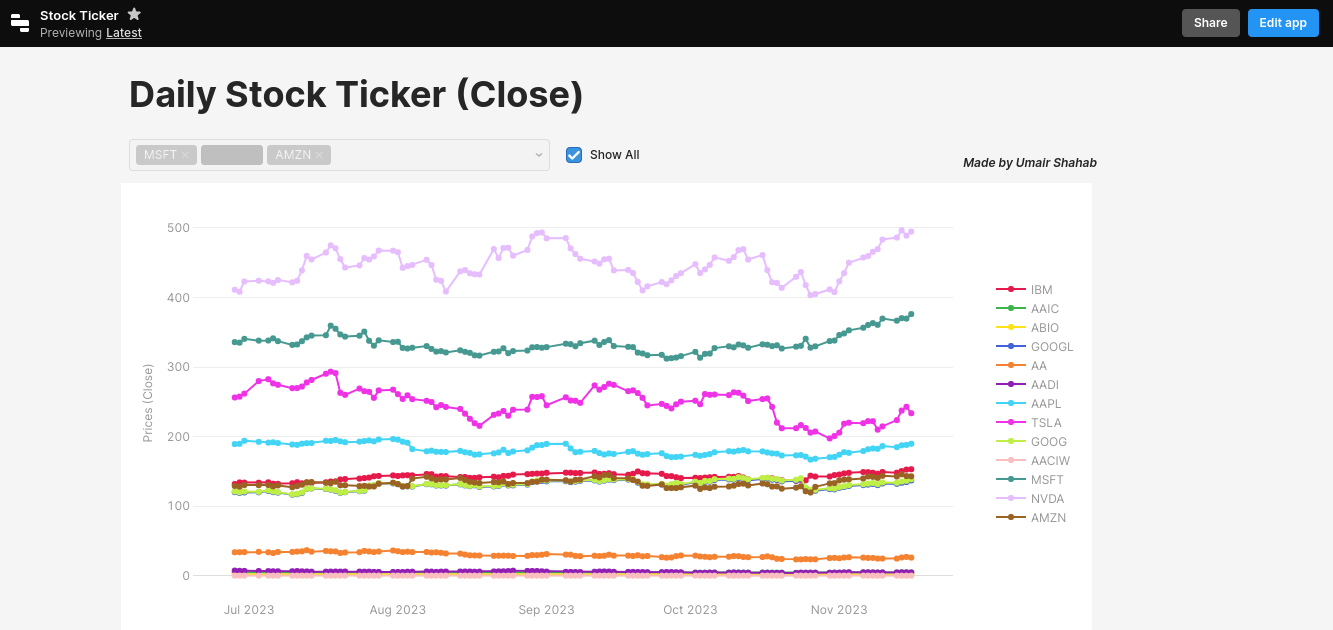 Stock Ticker
Previewing Latest
Share
Edit app
Daily Stock Ticker (Close)
MSFT
AMZN
Show All
Made by Umair Shahab
500
400
300
200
100
0
Prices (Close)
Jul 2023
Aug 2023
Sep 2023
Oct 2023
Nov 2023
IBM
AAIC
ABIO
GOOGL
AA
AADI
AAPL
TSLA
GOOG
AACIW
MSFT
NVDA
AMZN